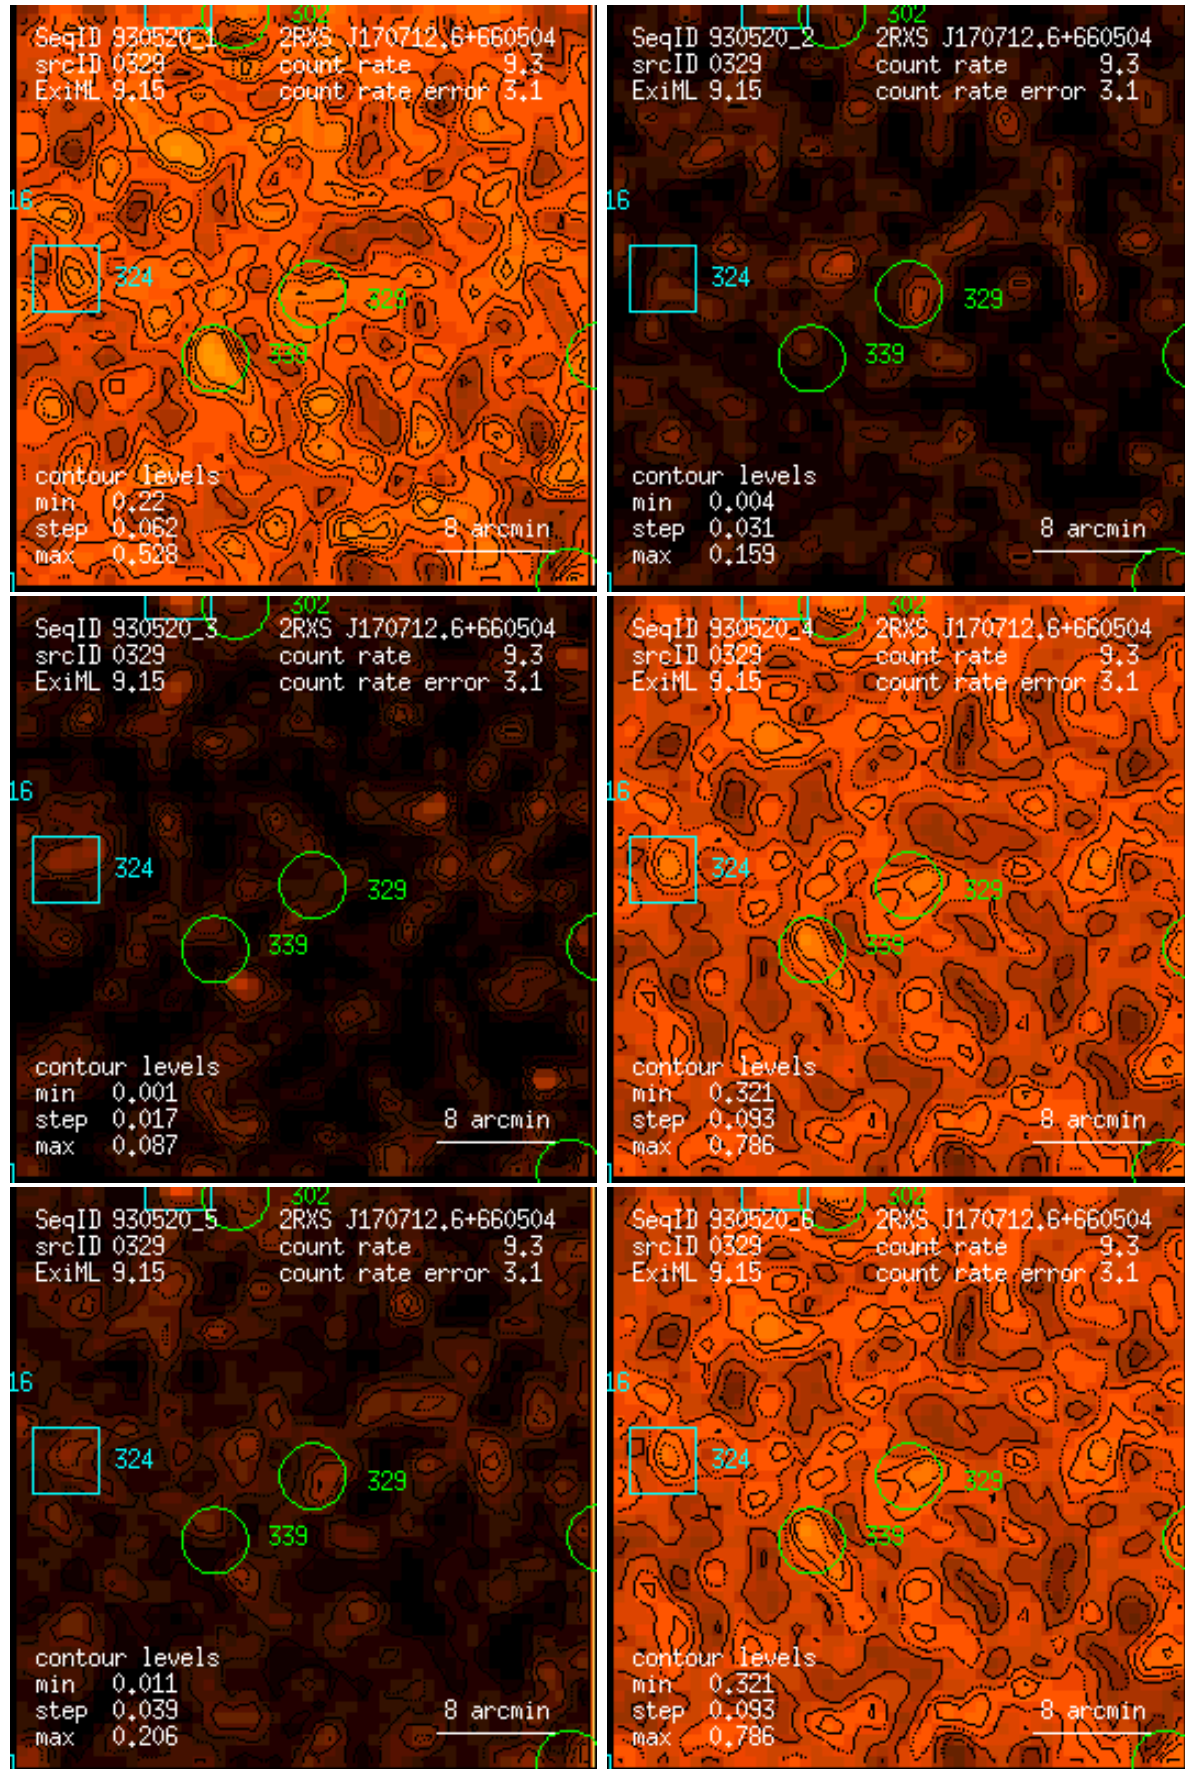 302
SeqID 930520_1 2RXS J170712.6+660504
srcID 0329 count rate 9.3
ExiML 9.15 count rate error 3.1
16
324
329
339
contour levels
min 0.22
step 0.062 8 arcmin
max 0.528
302
SeqID 930520_2 2RXS J170712.6+660504
srcID 0329 count rate 9.3
ExiML 9.15 count rate error 3.1
16
324
329
339
contour levels
min 0.004
step 0.031 8 arcmin
max 0.159
302
SeqID 930520_3 2RXS J170712.6+660504
srcID 0329 count rate 9.3
ExiML 9.15 count rate error 3.1
16
324
329
339
contour levels
min 0.001
step 0.017 8 arcmin
max 0.087
302
SeqID 930520_4 2RXS J170712.6+660504
srcID 0329 count rate 9.3
ExiML 9.15 count rate error 3.1
16
324
329
339
contour levels
min 0.321
step 0.093 8 arcmin
max 0.786
302
SeqID 930520_5 2RXS J170712.6+660504
srcID 0329 count rate 9.3
ExiML 9.15 count rate error 3.1
16
324
329
339
contour levels
min 0.011
step 0.039 8 arcmin
max 0.206
302
SeqID 930520_6 2RXS J170712.6+660504
srcID 0329 count rate 9.3
ExiML 9.15 count rate error 3.1
16
324
329
339
contour levels
min 0.321
step 0.093 8 arcmin
max 0.786